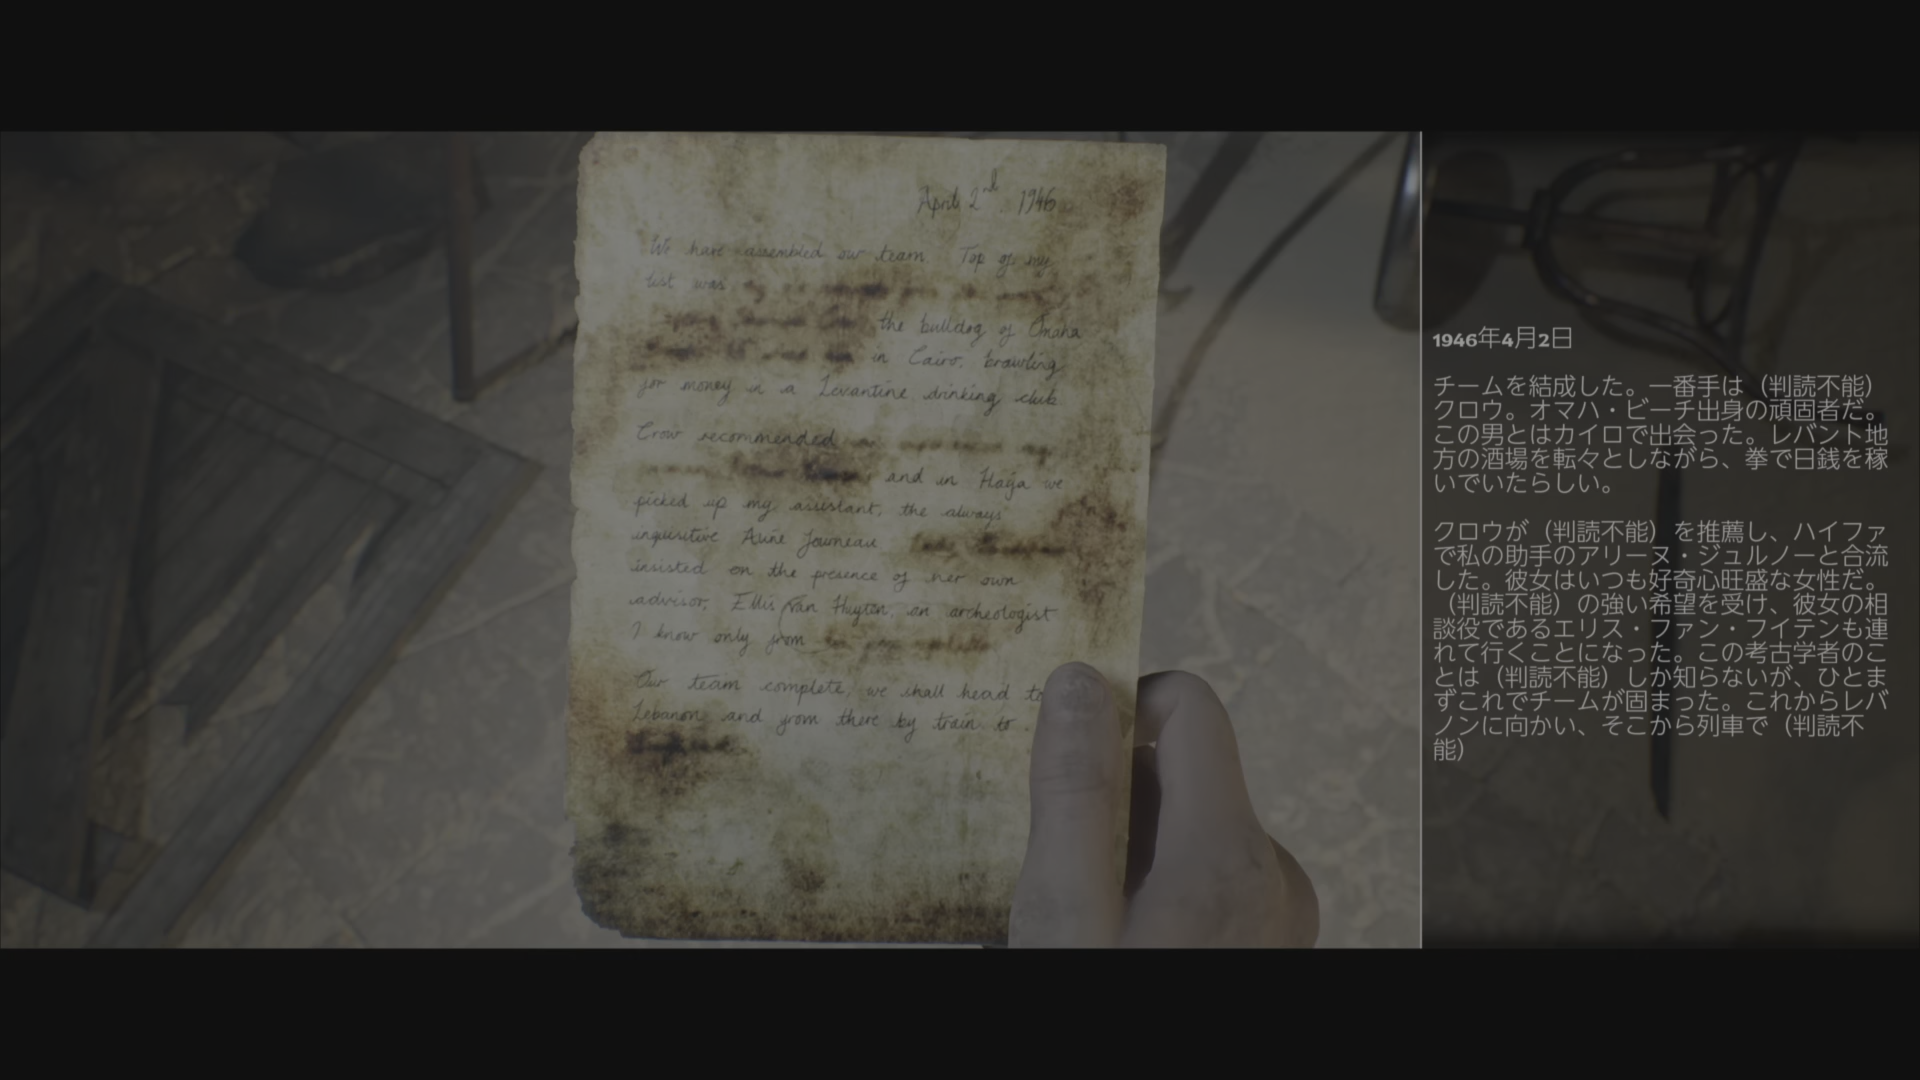 April 2nd. 1946
We have assembled our team. Top of my
list was
the bulldog of Omaha
in Cairo, brawling
for money in a Levantine drinking club.
Crow recommended
and in Haifa we
picked up my assistant, the always
inquisitive Aline Journeau
insisted on the presence of her own
advisor, Ellis van Huyten, an archeologist
I know only from
Our team complete, we shall head to
Lebanon and from there by train to
1946年4月2日
チームを結成した。一番手は（判読不能）
クロウ。オマハ・ビーチ出身の頑固者だ。
この男とはカイロで出会った。レバント地
方の酒場を転々としながら、拳で日銭を稼
いでいたらしい。
クロウが（判読不能）を推薦し、ハイファ
で私の助手のアリーヌ・ジュルノーと合流
した。彼女はいつも好奇心旺盛な女性だ。
（判読不能）の強い希望を受け、彼女の相
談役であるエリス・ファン・フイテンも連
れて行くことになった。この考古学者のこ
とは（判読不能）しか知らないが、ひとま
ずこれでチームが固まった。これからレバ
ノンに向かい、そこから列車で（判読不
能）